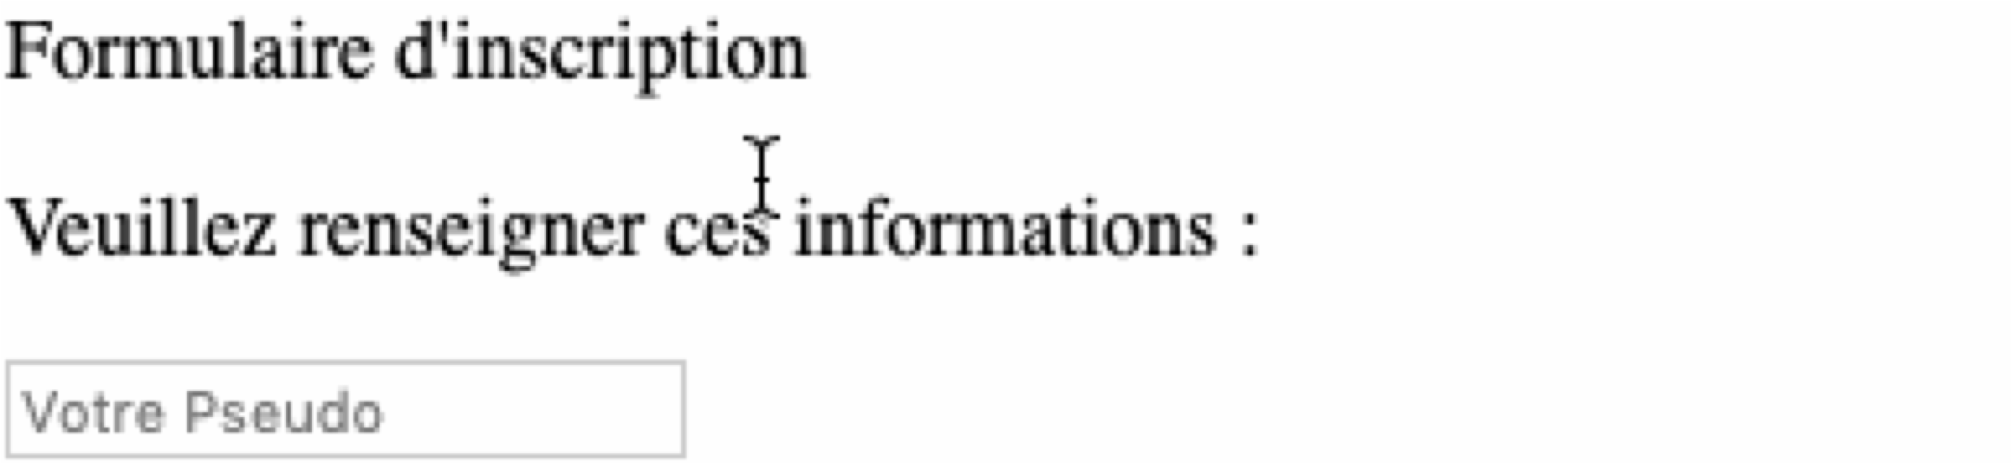 Formulaire d'inscription
Veuillez renseigner ces informations :
Votre Pseudo